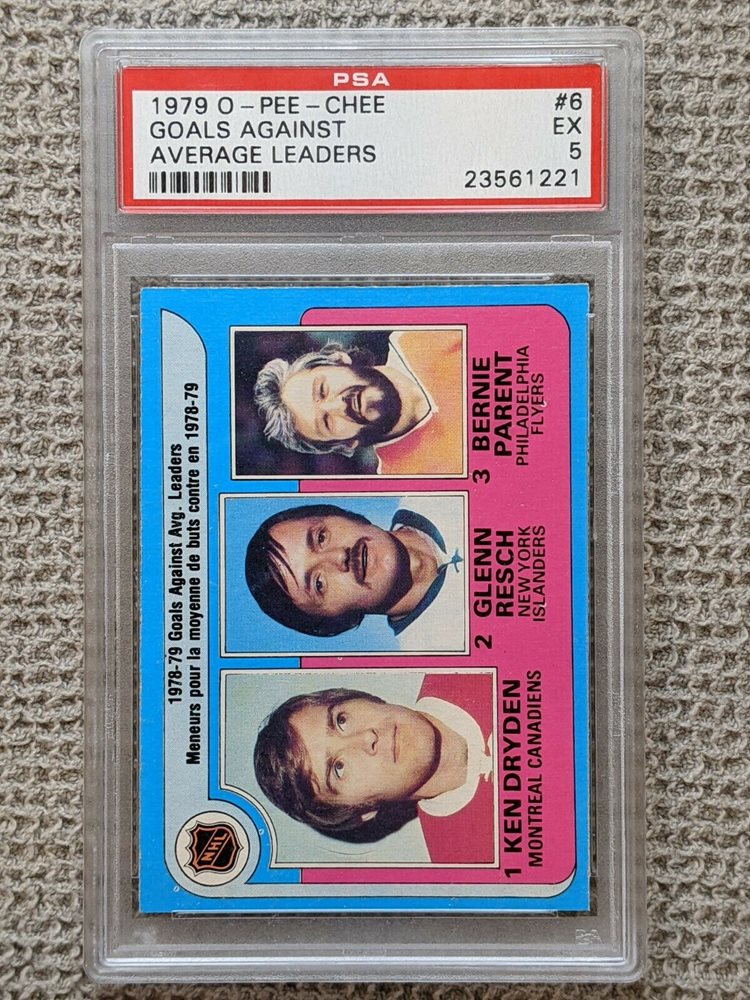 PSA
1979 O-PEE-CHEE #6
GOALS AGAINST EX
AVERAGE LEADERS 5
23561221
1978-79 Goals Against Avg. Leaders
Meneurs pour la moyenne de buts contre en 1978-79
NHL
1 KEN DRYDEN
MONTREAL CANADIENS
2 GLENN
RESCH
NEW YORK
ISLANDERS
3 BERNIE
PARENT
PHILADELPHIA
FLYERS